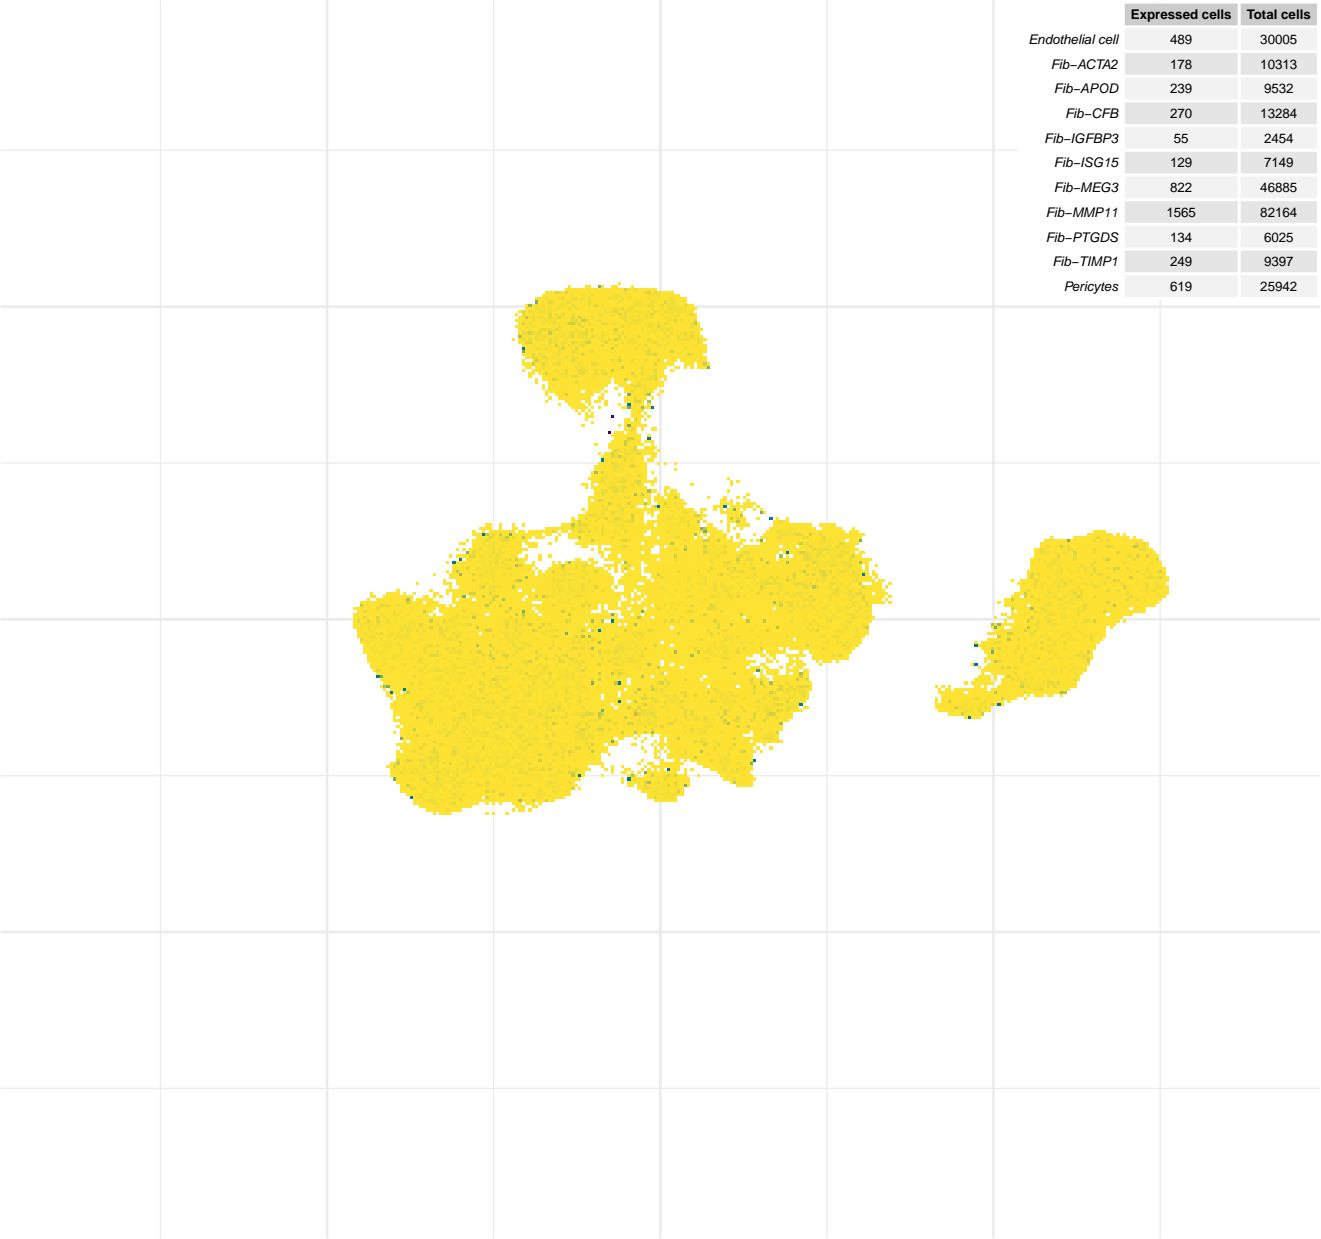 Expressed cells Total cells
Endothelial cell 489 30005
Fib−ACTA2 178 10313
Fib−APOD 239 9532
Fib−CFB 270 13284
Fib−IGFBP3 55 2454
Fib−ISG15 129 7149
Fib−MEG3 822 46885
Fib−MMP11 1565 82164
Fib−PTGDS 134 6025
Fib−TIMP1 249 9397
Pericytes 619 25942